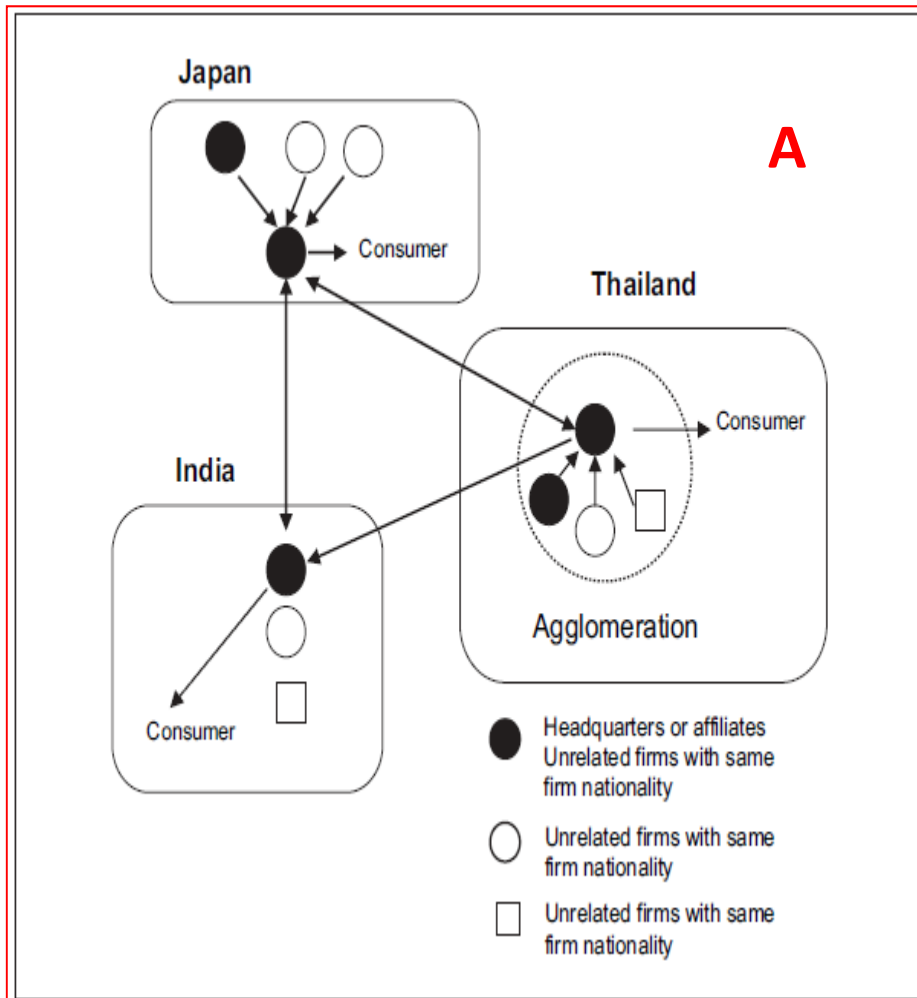 Japan
A
Consumer
Thailand
Consumer
India
Agglomeration
Consumer
Headquarters or affiliates
Unrelated firms with same
firm nationality
Unrelated firms with same
firm nationality
Unrelated firms with same
firm nationality